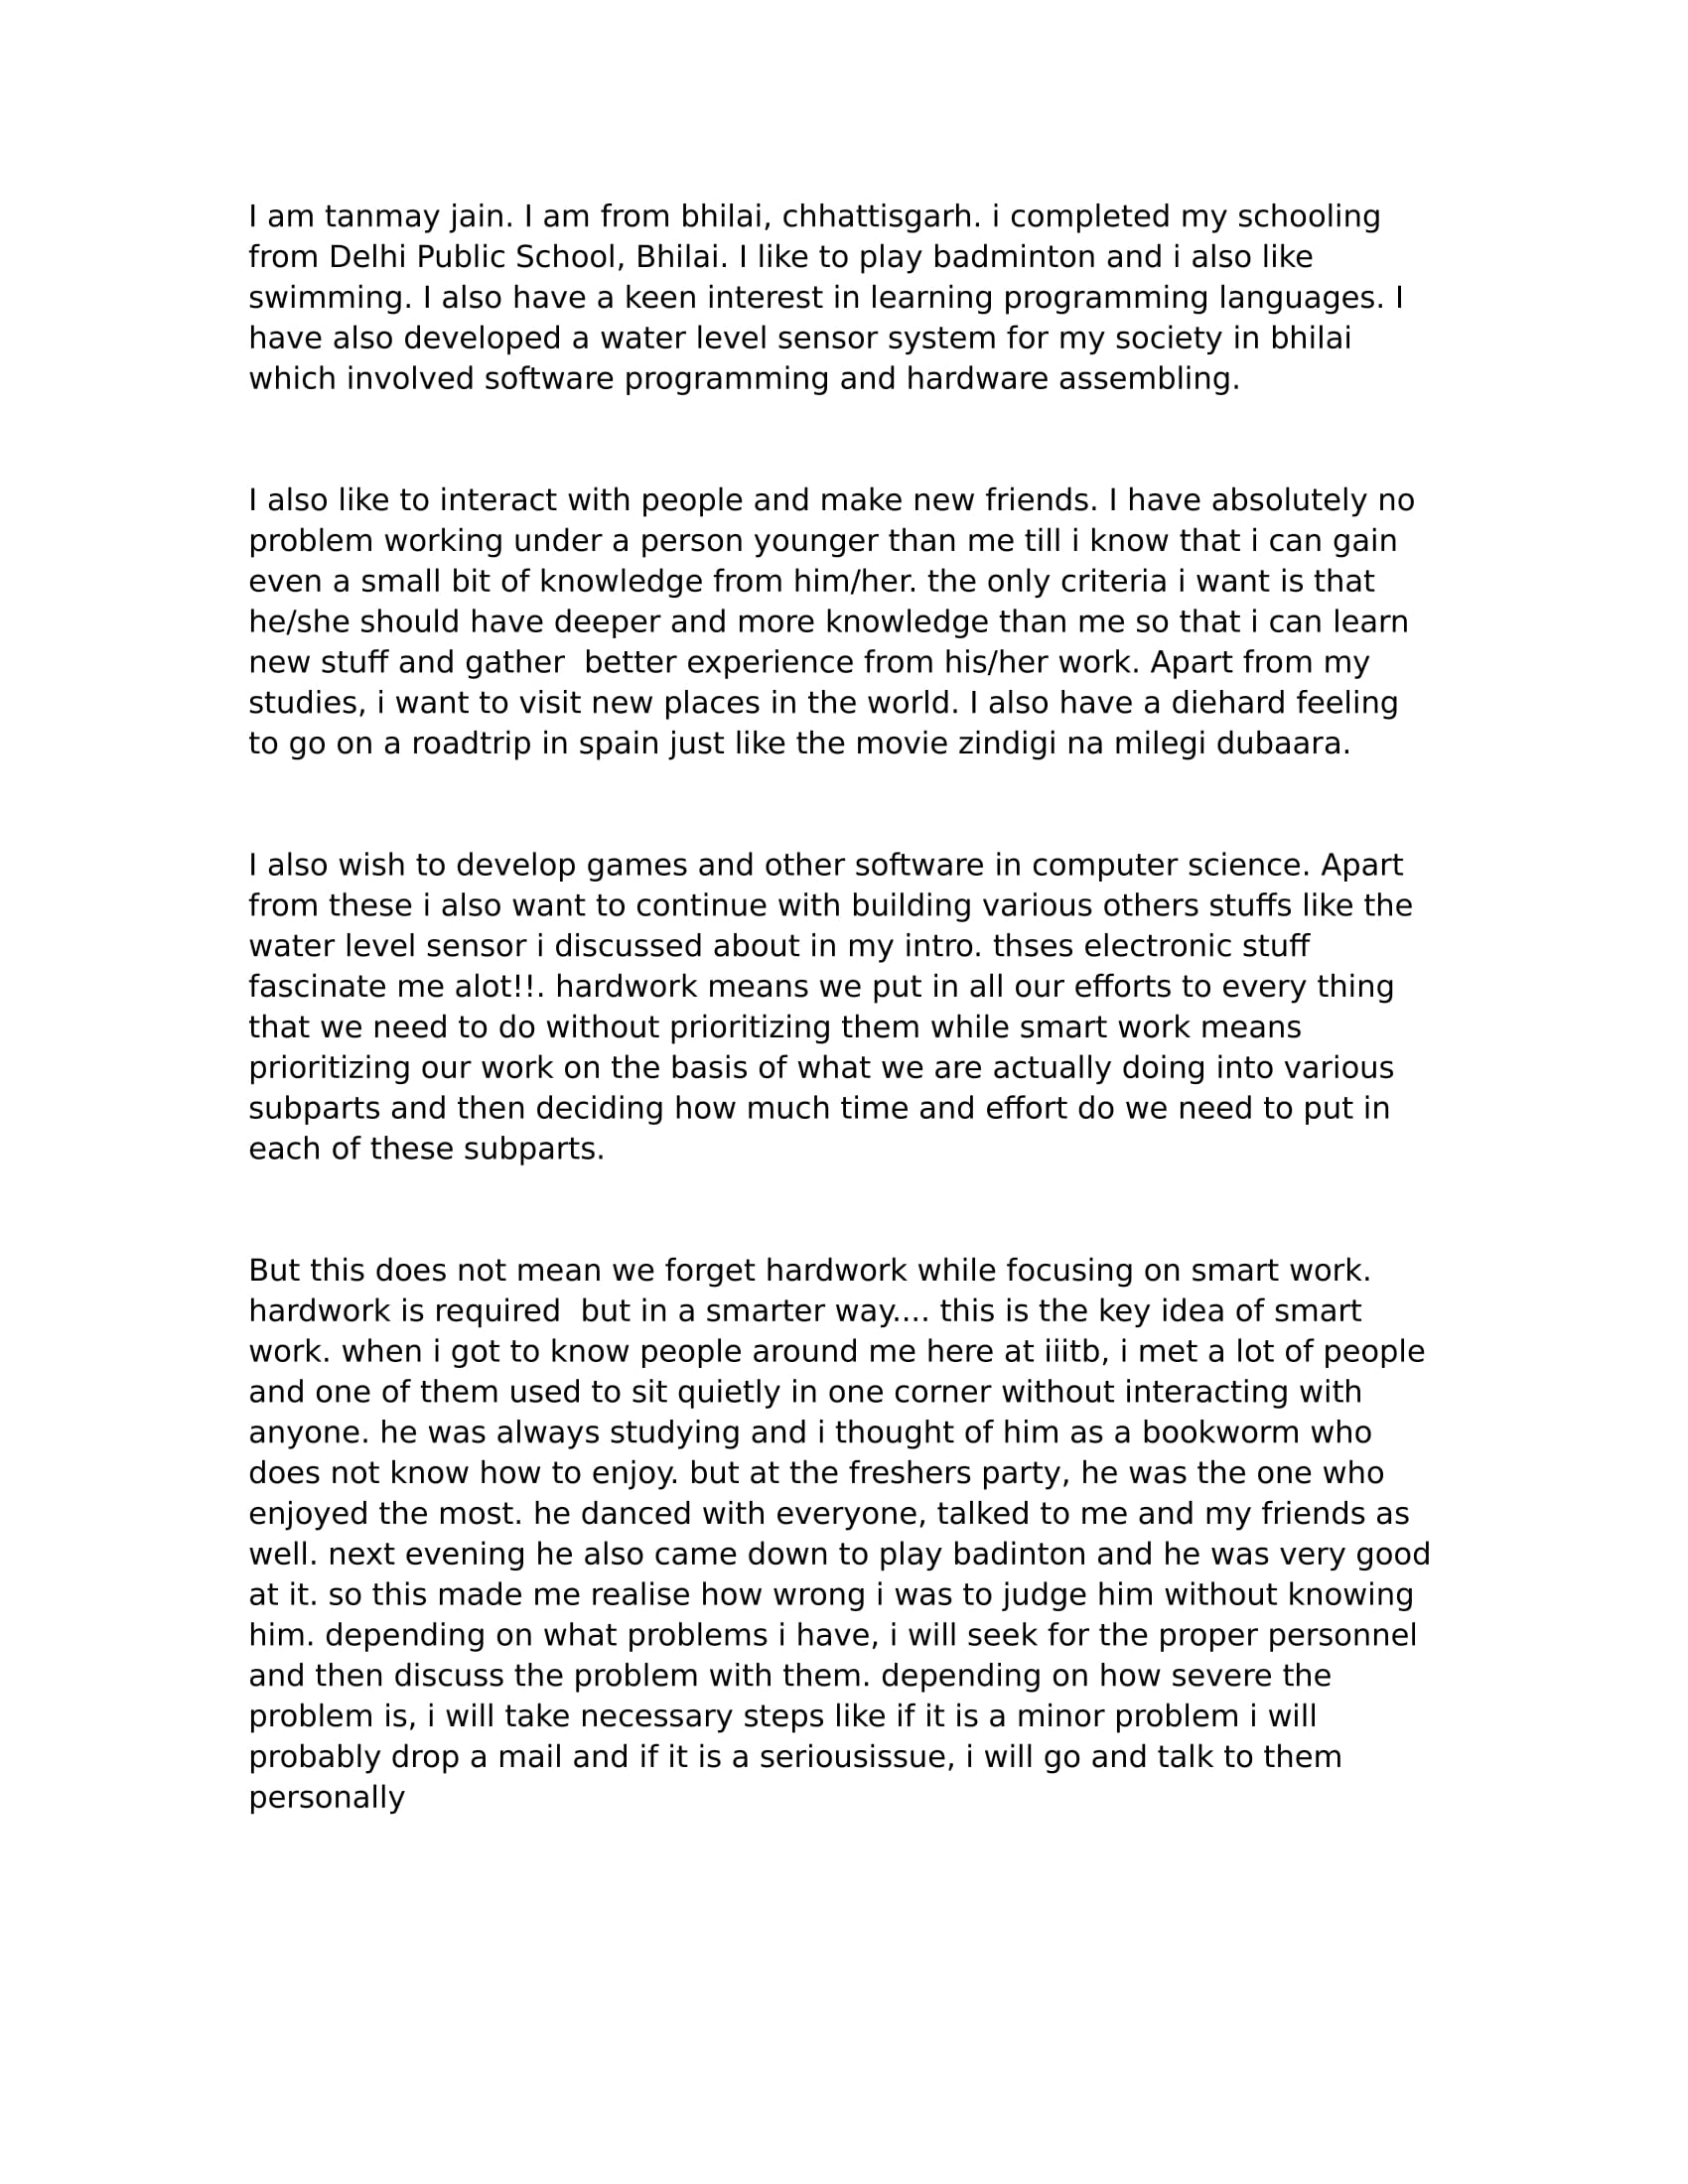 I am tanmay jain. I am from bhilai, chhattisgarh. i completed my schooling
from Delhi Public School, Bhilai. I like to play badminton and i also like
swimming. I also have a keen interest in learning programming languages. I
have also developed a water level sensor system for my society in bhilai
which involved software programming and hardware assembling.
I also like to interact with people and make new friends. I have absolutely no
problem working under a person younger than me till i know that i can gain
even a small bit of knowledge from him/her. the only criteria i want is that
he/she should have deeper and more knowledge than me so that i can learn
new stuff and gather  better experience from his/her work. Apart from my
studies, i want to visit new places in the world. I also have a diehard feeling
to go on a roadtrip in spain just like the movie zindigi na milegi dubaara.
I also wish to develop games and other software in computer science. Apart
from these i also want to continue with building various others stuffs like the
water level sensor i discussed about in my intro. thses electronic stuff
fascinate me alot!!. hardwork means we put in all our efforts to every thing
that we need to do without prioritizing them while smart work means
prioritizing our work on the basis of what we are actually doing into various
subparts and then deciding how much time and effort do we need to put in
each of these subparts.
But this does not mean we forget hardwork while focusing on smart work.
hardwork is required  but in a smarter way.... this is the key idea of smart
work. when i got to know people around me here at iiitb, i met a lot of people
and one of them used to sit quietly in one corner without interacting with
anyone. he was always studying and i thought of him as a bookworm who
does not know how to enjoy. but at the freshers party, he was the one who
enjoyed the most. he danced with everyone, talked to me and my friends as
well. next evening he also came down to play badinton and he was very good
at it. so this made me realise how wrong i was to judge him without knowing
him. depending on what problems i have, i will seek for the proper personnel
and then discuss the problem with them. depending on how severe the
problem is, i will take necessary steps like if it is a minor problem i will
probably drop a mail and if it is a seriousissue, i will go and talk to them
personally